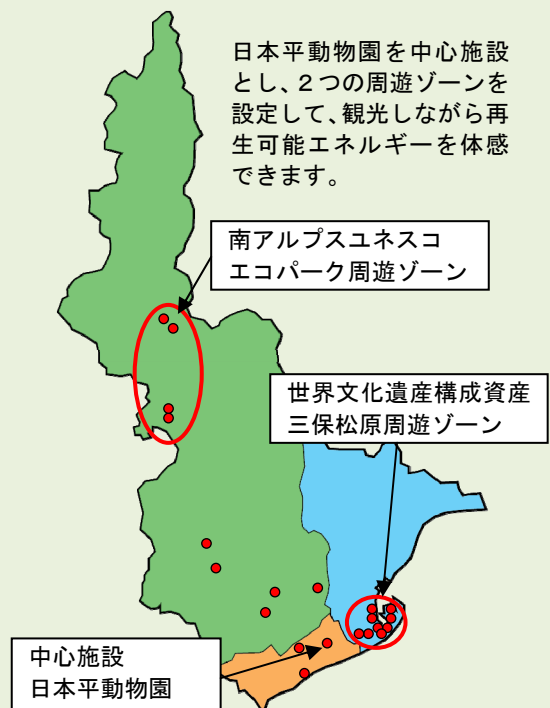 日本平動物園を中心施設
とし、２つの周遊ゾーンを
設定して、観光しながら再
生可能エネルギーを体感
できます。
南アルプスユネスコ
エコパーク周遊ゾーン
世界文化遺産構成資産
三保松原周遊ゾーン
中心施設
日本平動物園